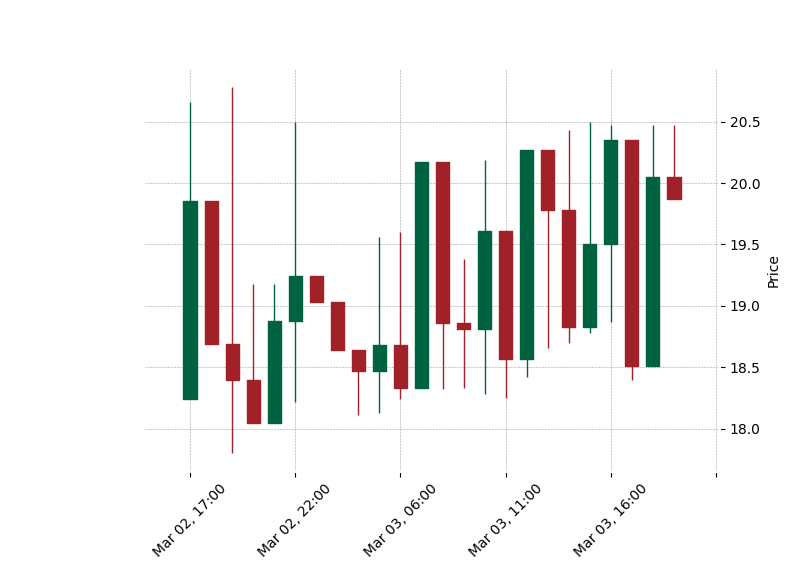 20.5
20.0
19.5
19.0
18.5
18.0
Price
Mar 02, 17:00
Mar 02, 22:00
Mar 03, 06:00
Mar 03, 11:00
Mar 03, 16:00